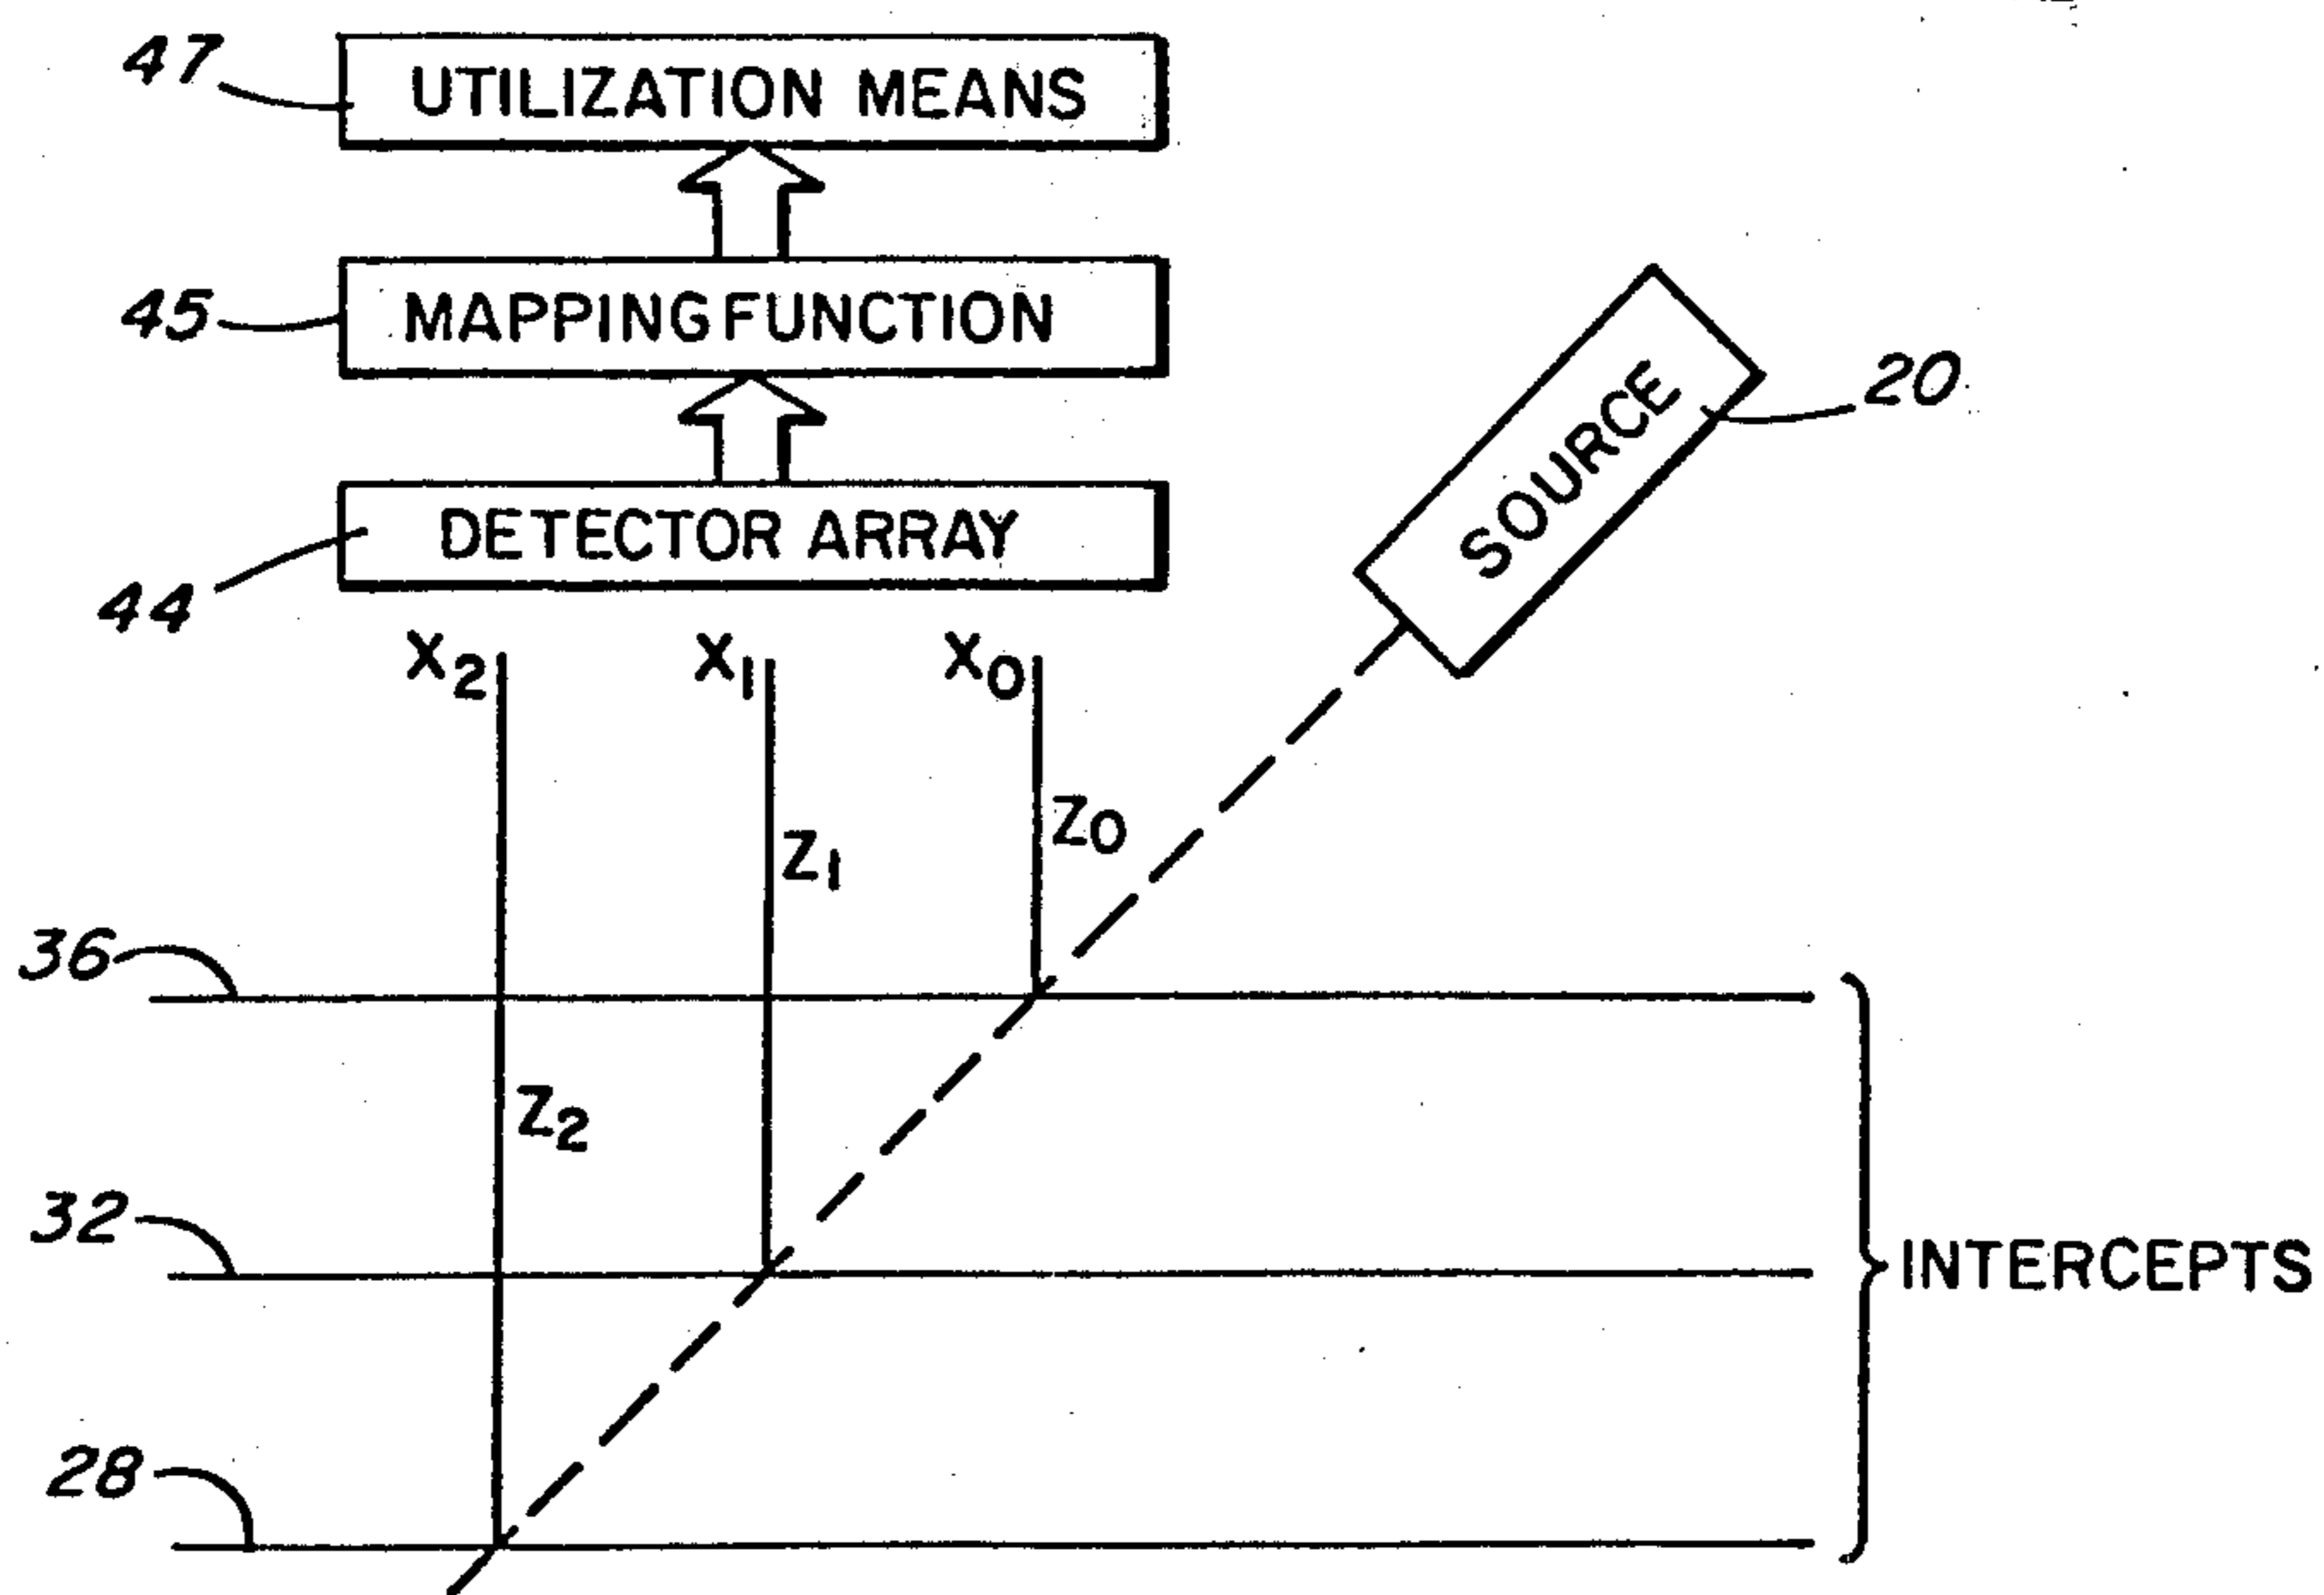 47
UTILIZATION MEANS
45
MAPPING FUNCTION
20
SOURCE
44
DETECTOR ARRAY
X2 X1 X0
Z0
Z1
36
Z2
32
INTERCEPTS
28